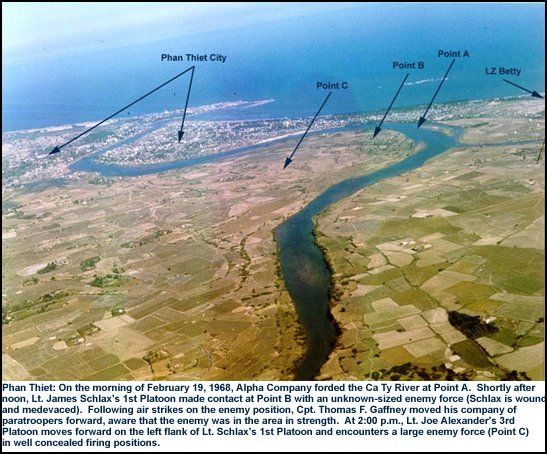 Phan Thiet City
Point A
Point B
LZ Betty
Point C
Phan Thiet: On the morning of February 19, 1968, Alpha Company forded the Ca Ty River at Point A. Shortly after
noon, Lt. James Schlax's 1st Platoon made contact at Point B with an unknown-sized enemy force (Schlax is wound
and medevaced). Following air strikes on the enemy position, Cpt. Thomas F. Gaffney moved his company of
paratroopers forward, aware that the enemy was in the area in strength. At 2:00 p.m., Lt. Joe Alexander's 3rd
Platoon moves forward on the left flank of Lt. Schlax's 1st Platoon and encounters a large enemy force (Point C)
in well concealed firing positions.